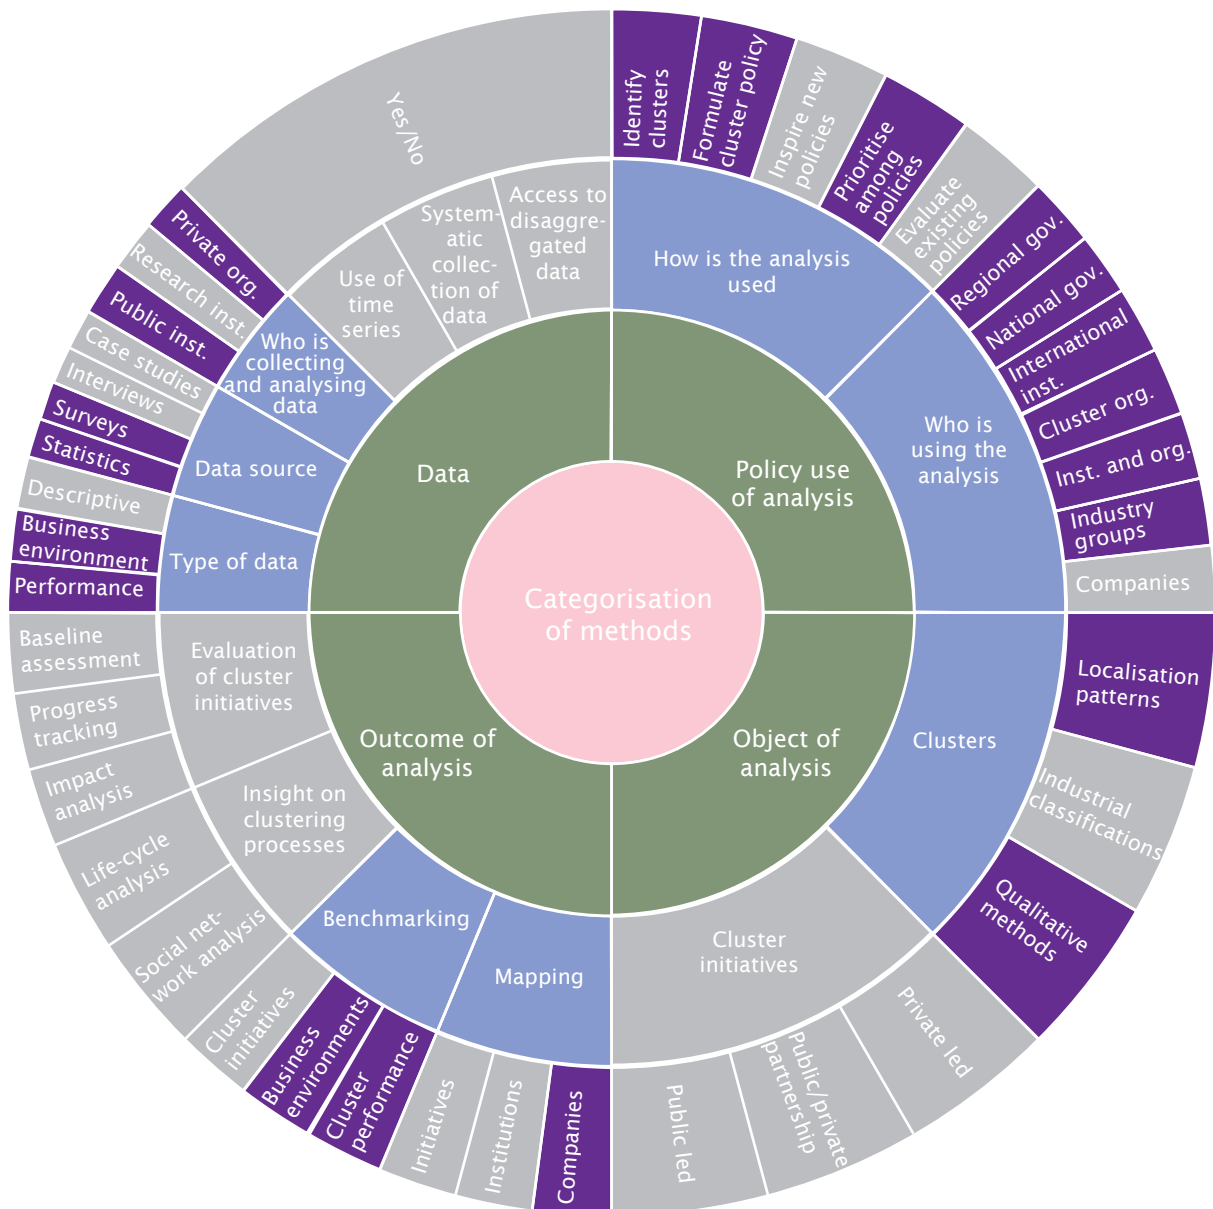 Categorisation
of methods
Policy use
of analysis
How is the analysis
used
Identify
clusters
Formulate
cluster policy
Inspire new
policies
Prioritise
among
policies
Evaluate
existing
policies
Who is
using the
analysis
Regional gov.
National gov.
International
inst.
Cluster org.
Inst. and org.
Industry
groups
Companies
Object of
analysis
Clusters
Localisation
patterns
Industrial
classifications
Qualitative
methods
Cluster
initiatives
Private led
Public/private
partnership
Public led
Outcome of
analysis
Mapping
Companies
Institutions
Initiatives
Benchmarking
Cluster
performance
Business
environments
Cluster
initiatives
Insight on
clustering
processes
Social net-
work analysis
Life-cycle
analysis
Evaluation
of cluster
initiatives
Impact
analysis
Progress
tracking
Baseline
assessment
Data
Type of data
Performance
Business
environment
Descriptive
Data source
Statistics
Surveys
Interviews
Case studies
Who is
collecting
and analysing
data
Public inst.
Research inst.
Private org.
Use of
time
series
System-
atic
collec-
tion of
data
Access to
disaggre-
gated
data
Yes/No